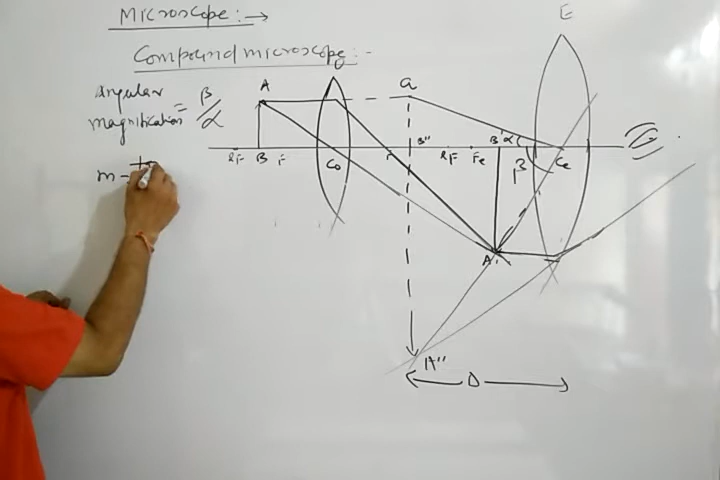 Microscope: →
Compound microscope: -
Angular magnification = β/α
m =
E
O
A
Q
2F B F
Co
F
B''
2F Fe
B' α
β
Ce
A'
A''
D